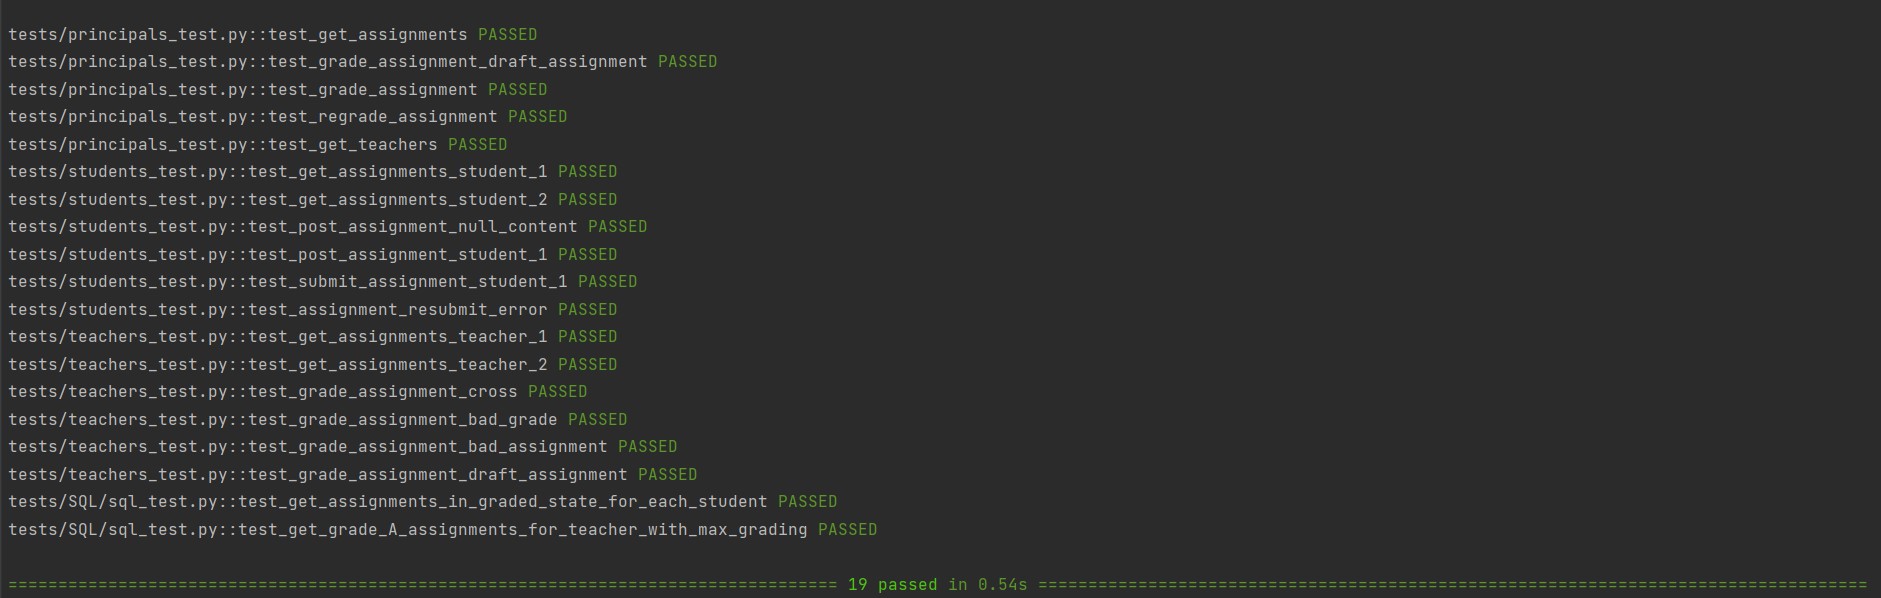 tests/principals_test.py::test_get_assignments PASSED
tests/principals_test.py::test_grade_assignment_draft_assignment PASSED
tests/principals_test.py::test_grade_assignment PASSED
tests/principals_test.py::test_regrade_assignment PASSED
tests/principals_test.py::test_get_teachers PASSED
tests/students_test.py::test_get_assignments_student_1 PASSED
tests/students_test.py::test_get_assignments_student_2 PASSED
tests/students_test.py::test_post_assignment_null_content PASSED
tests/students_test.py::test_post_assignment_student_1 PASSED
tests/students_test.py::test_submit_assignment_student_1 PASSED
tests/students_test.py::test_assignment_resubmit_error PASSED
tests/teachers_test.py::test_get_assignments_teacher_1 PASSED
tests/teachers_test.py::test_get_assignments_teacher_2 PASSED
tests/teachers_test.py::test_grade_assignment_cross PASSED
tests/teachers_test.py::test_grade_assignment_bad_grade PASSED
tests/teachers_test.py::test_grade_assignment_bad_assignment PASSED
tests/teachers_test.py::test_grade_assignment_draft_assignment PASSED
tests/SQL/sql_test.py::test_get_assignments_in_graded_state_for_each_student PASSED
tests/SQL/sql_test.py::test_get_grade_A_assignments_for_teacher_with_max_grading PASSED
=================================================================================== 19 passed in 0.54s ===================================================================================